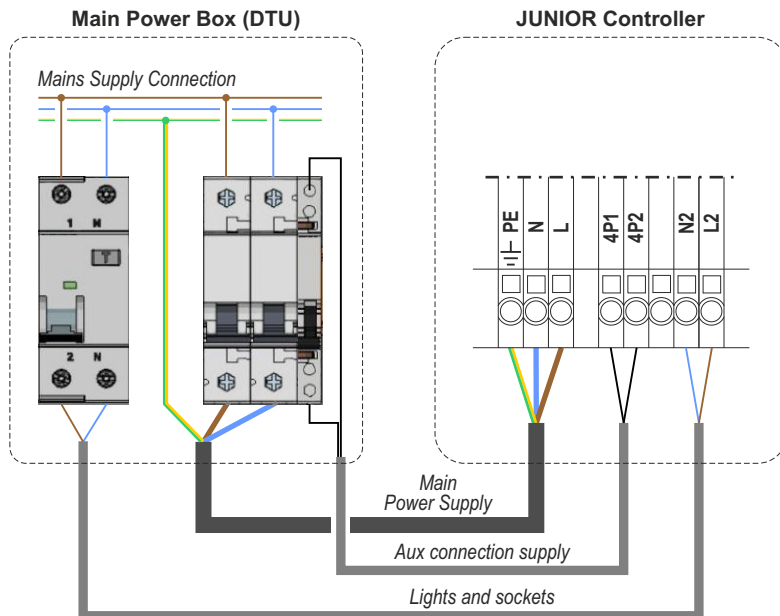 Main Power Box (DTU)
JUNIOR Controller
Mains Supply Connection
1 N
T
2 N
PE
N
L
4P1
4P2
N2
L2
Main
Power Supply
Aux connection supply
Lights and sockets